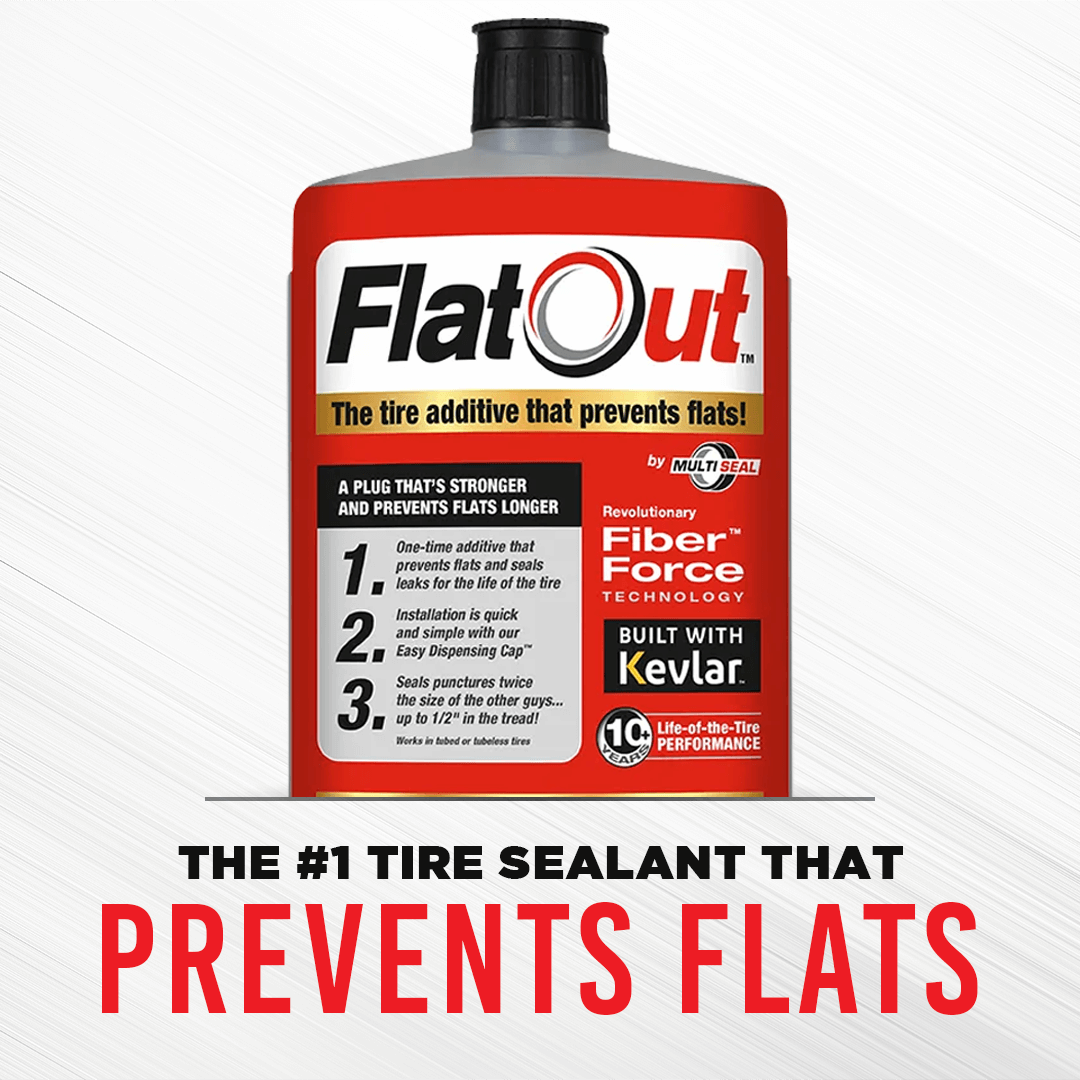 FlatOut™
The tire additive that prevents flats!
by MULTI SEAL
A PLUG THAT'S STRONGER
AND PREVENTS FLATS LONGER
1. One-time additive that
prevents flats and seals
leaks for the life of the tire
2. Installation is quick
and simple with our
Easy Dispensing Cap™
3. Seals punctures twice
the size of the other guys...
up to 1/2" in the tread!
Works in tubed or tubeless tires
Revolutionary
Fiber™
Force
TECHNOLOGY
BUILT WITH
Kevlar™
10+
YEARS
Life-of-the-Tire
PERFORMANCE
THE #1 TIRE SEALANT THAT
PREVENTS FLATS